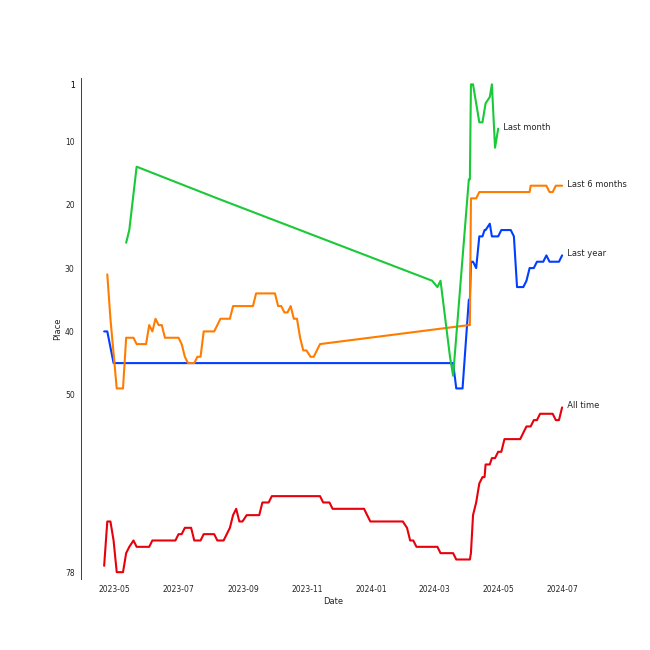 1
Last month
10
Last 6 months
20
Last year
30
Place
40
50
All time
78
2023-05 2023-07 2023-09 2023-11 2024-01 2024-03 2024-05 2024-07
Date